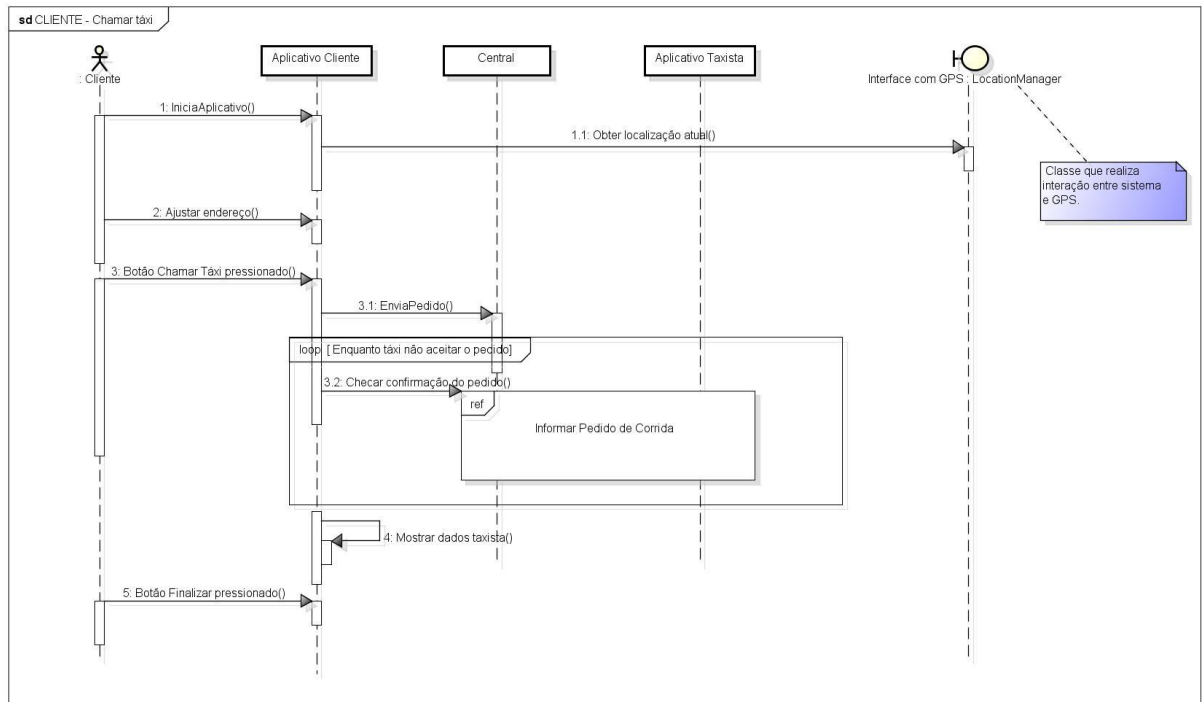 sd CLIENTE - Chamar táxi
: Cliente
Aplicativo Cliente
Central
Aplicativo Taxista
Interface com GPS : LocationManager
1: IniciaAplicativo()
1.1: Obter localização atual()
Classe que realiza
interação entre sistema
e GPS.
2: Ajustar endereço()
3: Botão Chamar Táxi pressionado()
3.1: EnviaPedido()
loop [ Enquanto táxi não aceitar o pedido]
3.2: Checar confirmação do pedido()
ref
Informar Pedido de Corrida
4: Mostrar dados taxista()
5: Botão Finalizar pressionado()